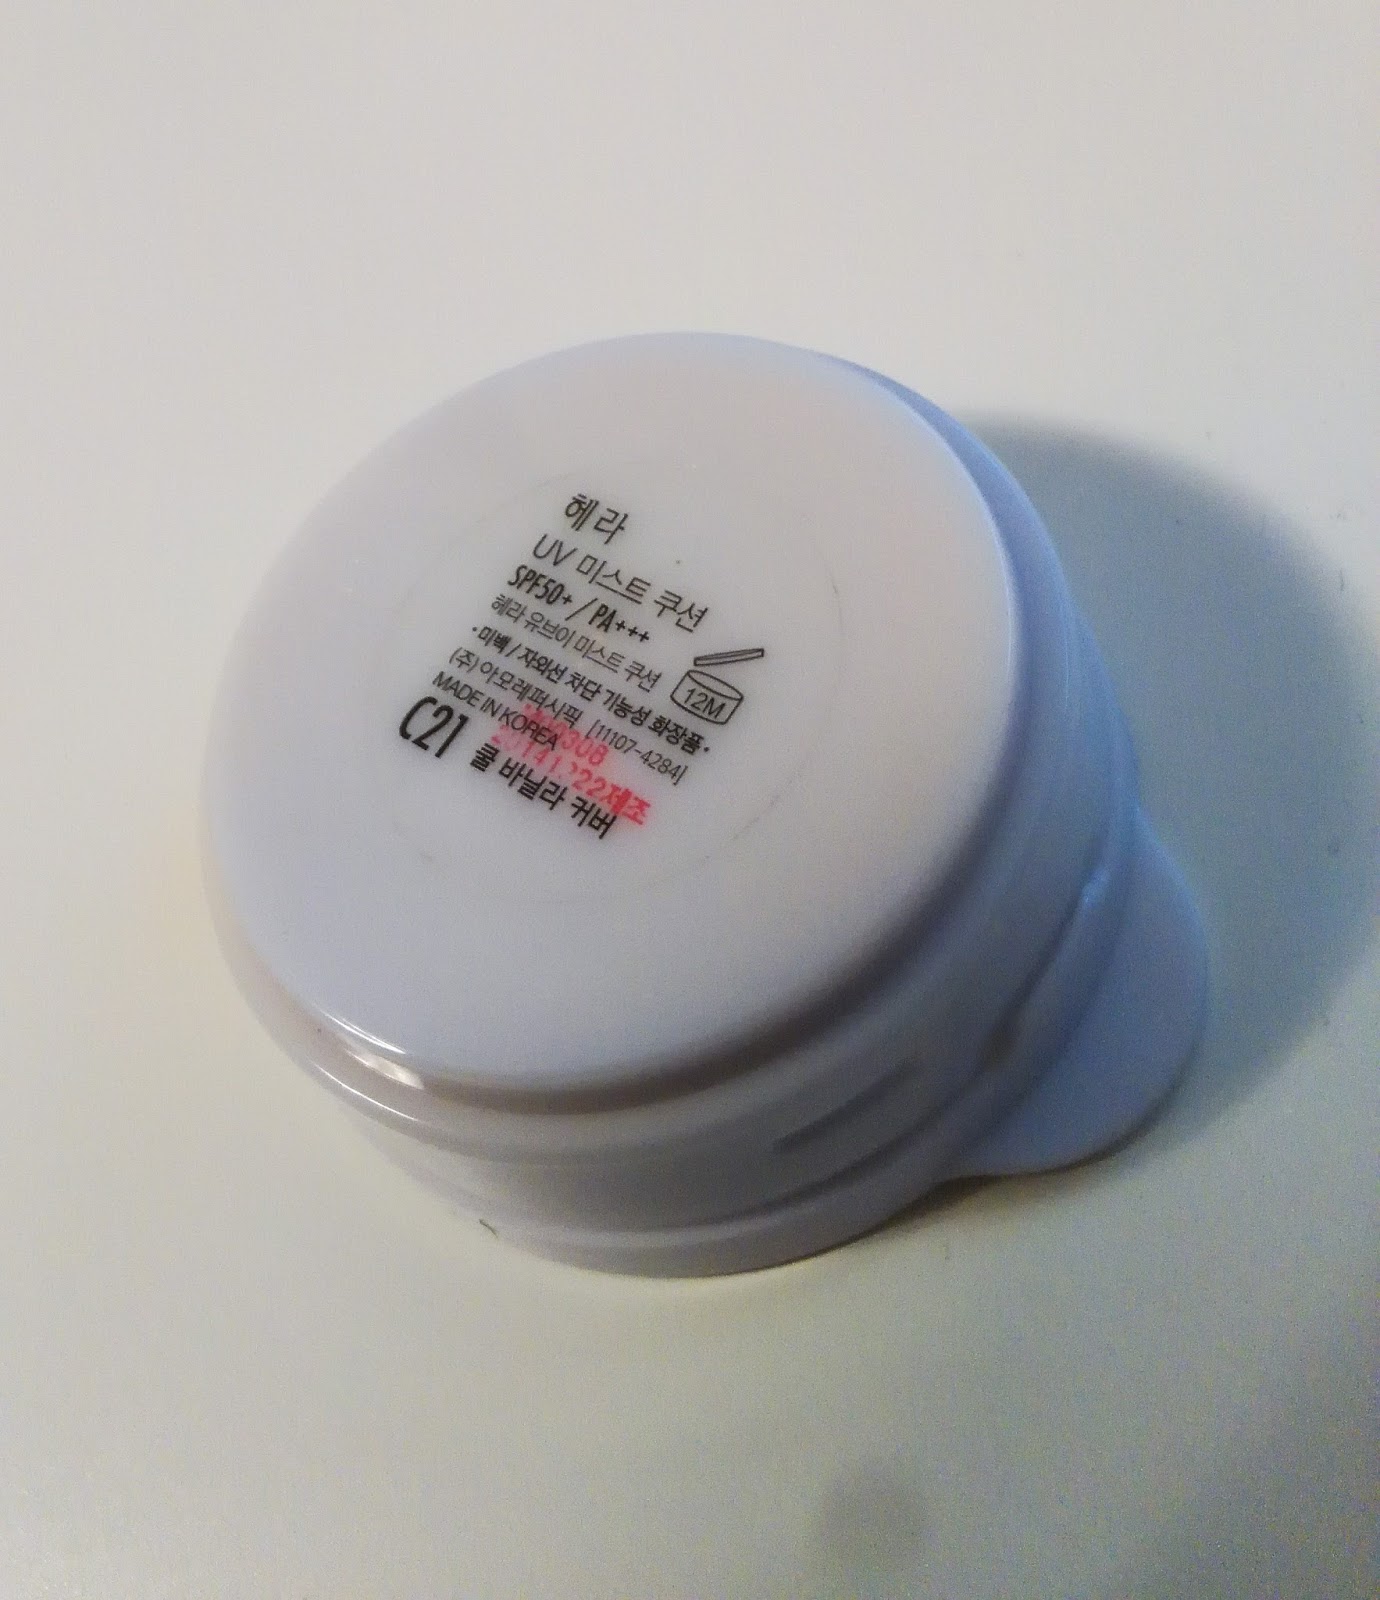 헤라
UV 미스트 쿠션
SPF50+ / PA+++
헤라 유브이 미스트 쿠션
•미백 / 자외선 차단 기능성 화장품•
12M
(주) 아모레퍼시픽 [11107-4284]
MADE IN KOREA
제조
C21 쿨 바닐라 커버